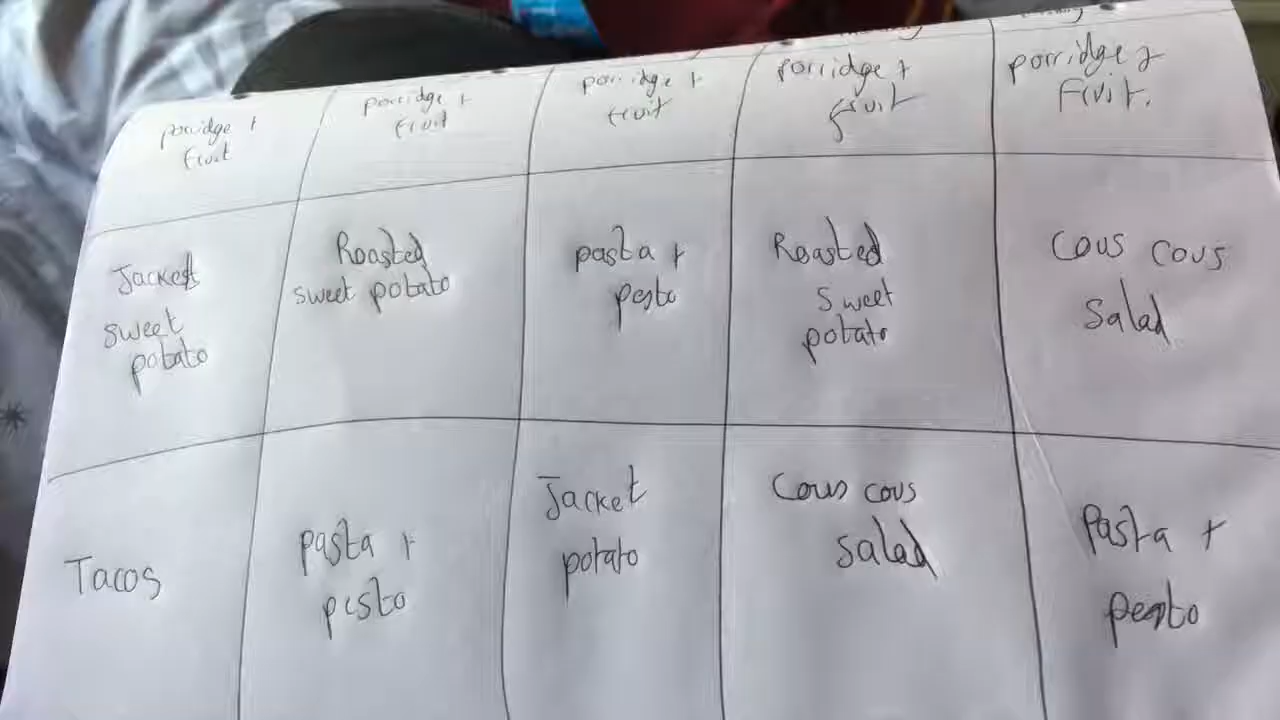 porridge +
fruit
porridge +
fruit
porridge +
fruit
porridge +
fruit
porridge +
fruit.
Jacket
sweet
potato
Roasted
sweet potato
pasta +
pesto
Roasted
sweet
potato
Cous cous
salad
Tacos
pasta +
pesto
Jacket
potato
Cous cous
salad
Pasta +
pesto